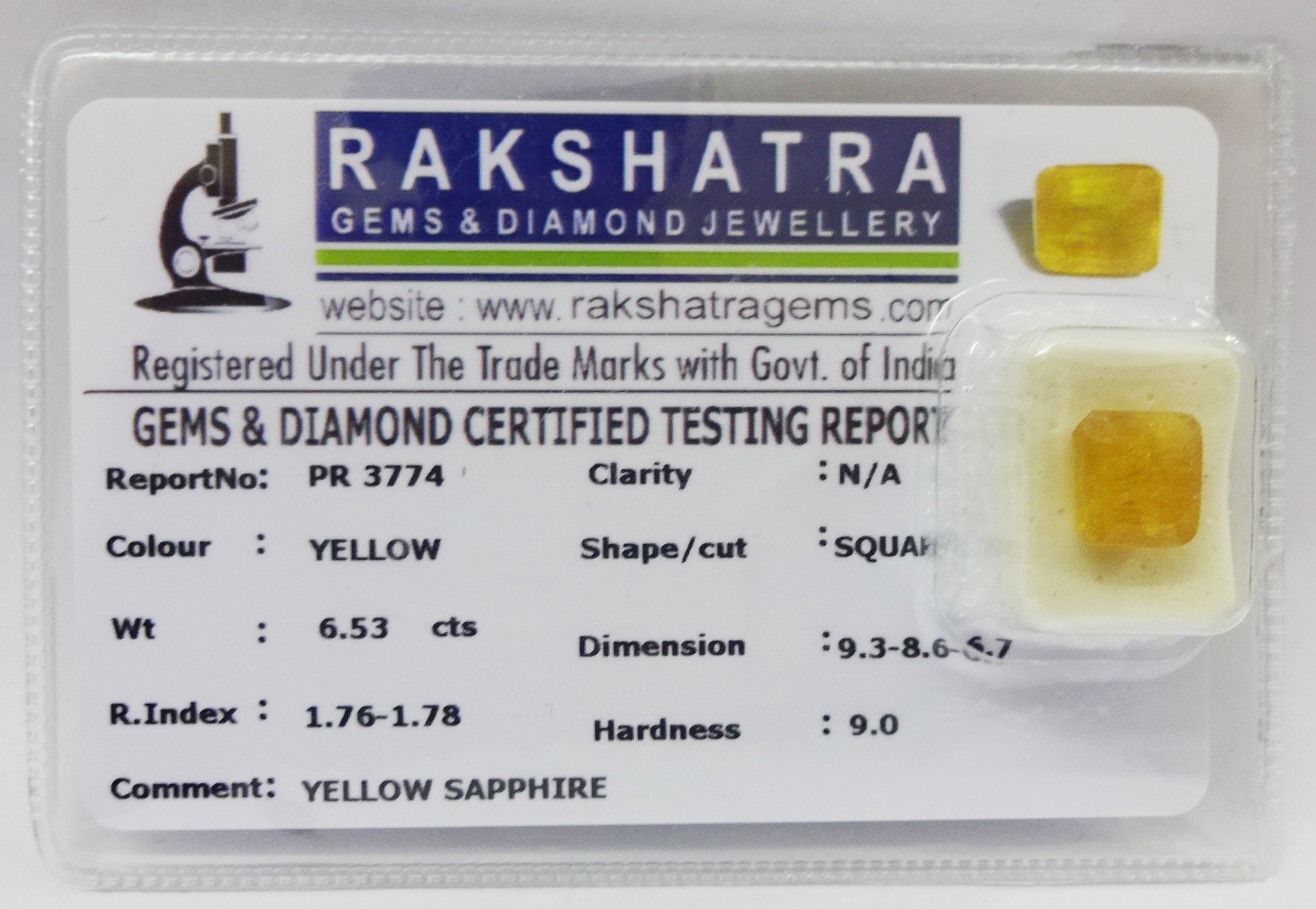 RAKSHATRA
GEMS & DIAMOND JEWELLERY
website : www. rakshatragems .com
Registered Under The Trade Marks with Govt. of India
GEMS & DIAMOND CERTIFIED TESTING REPORT
ReportNo: PR 3774 Clarity : N/A
Colour : YELLOW Shape/cut :
Wt : 6.53 cts Dimension : 9.3-8.6-6.7
R.Index : 1.76-1.78 Hardness : 9.0
Comment: YELLOW SAPPHIRE